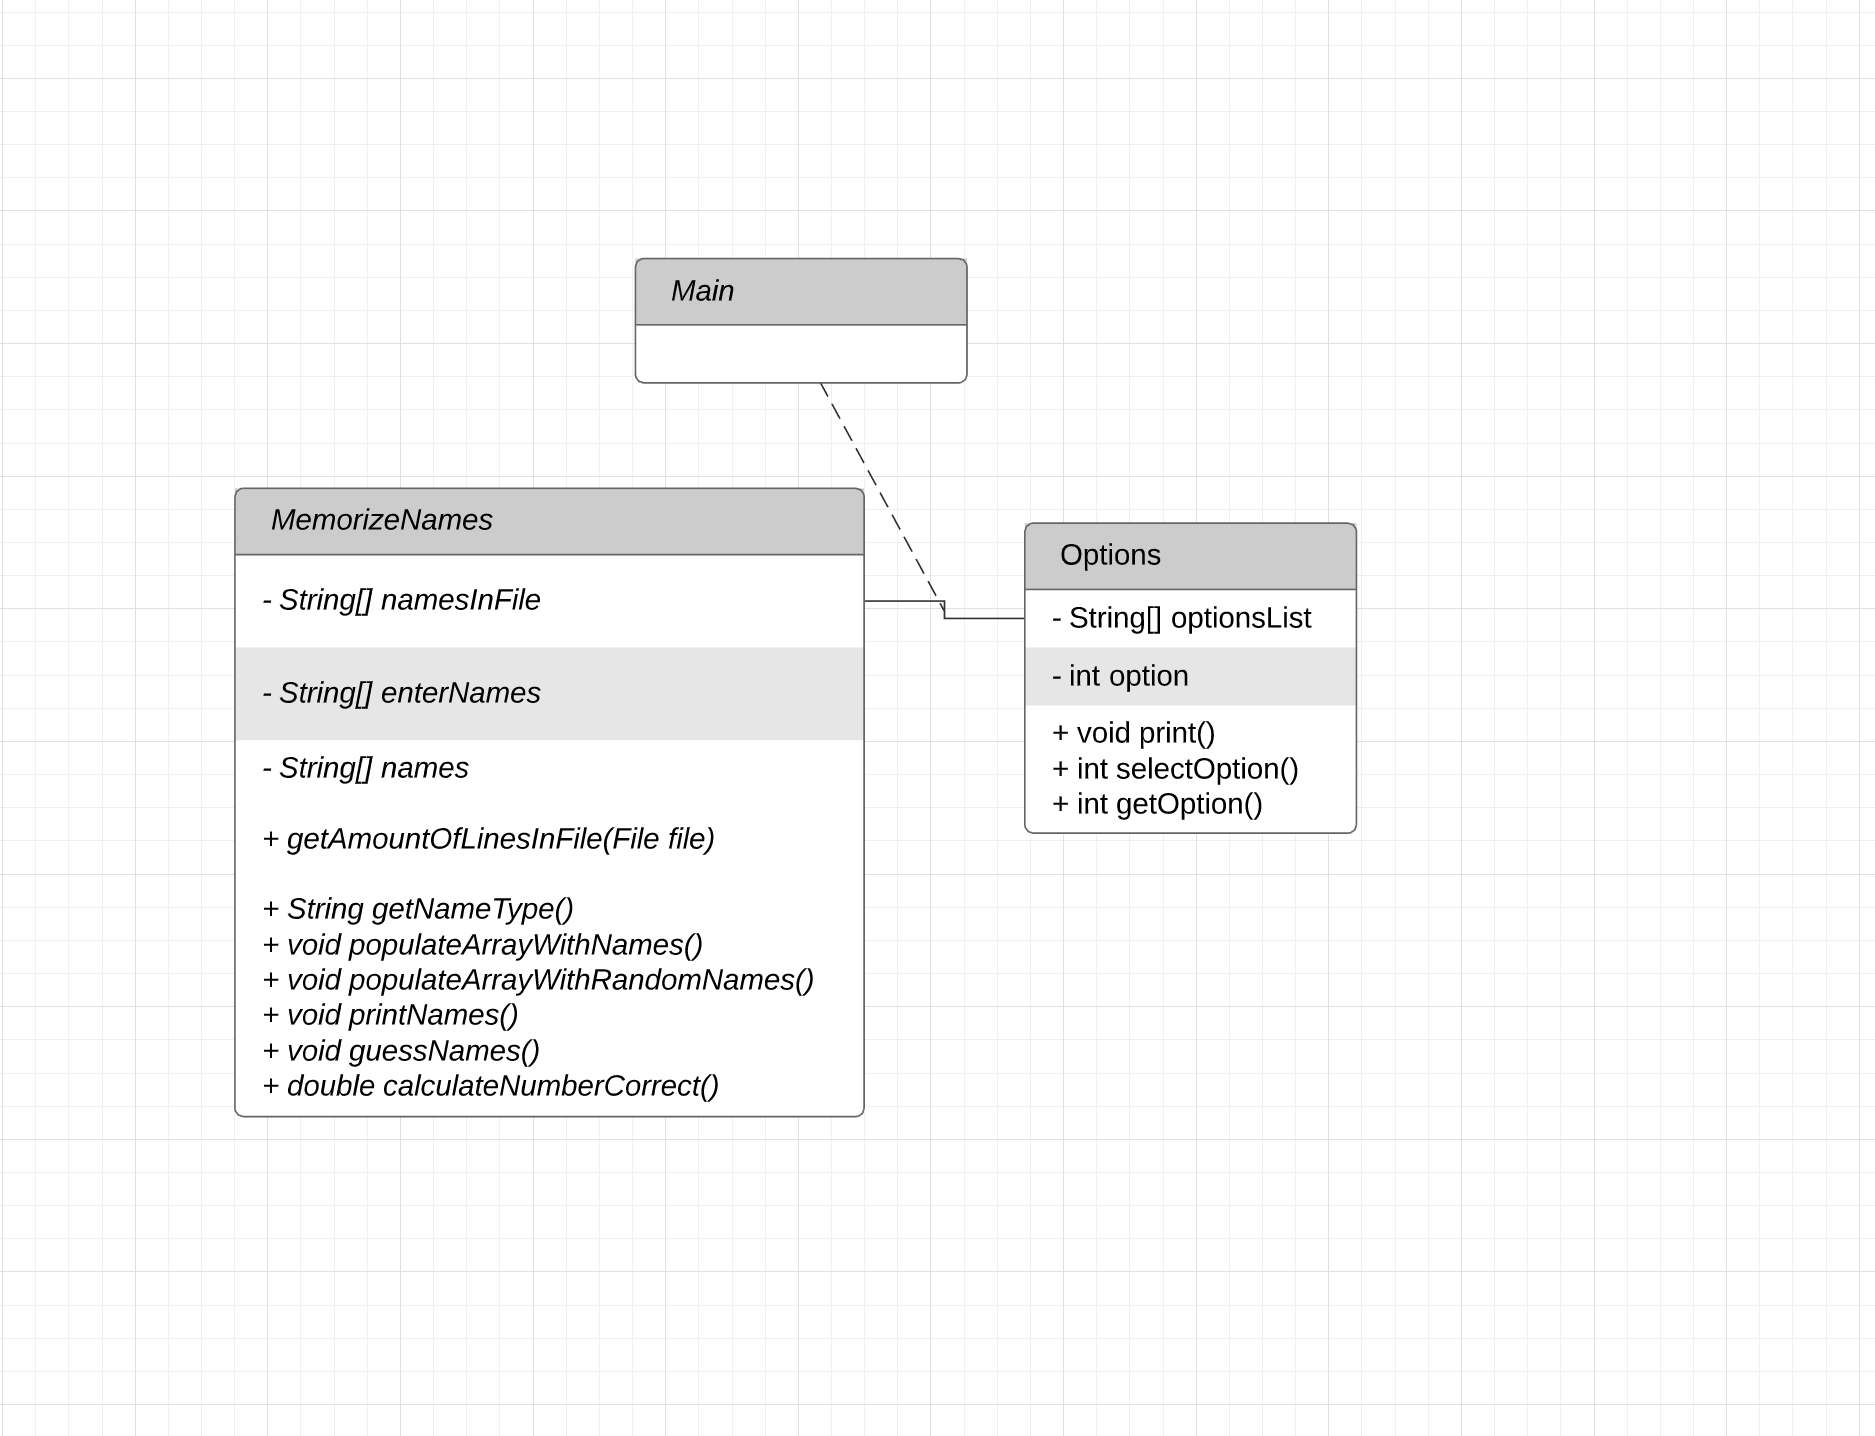 Main
MemorizeNames
- String[] namesInFile
- String[] enterNames
- String[] names
+ getAmountOfLinesInFile(File file)
+ String getNameType()
+ void populateArrayWithNames()
+ void populateArrayWithRandomNames()
+ void printNames()
+ void guessNames()
+ double calculateNumberCorrect()
Options
- String[] optionsList
- int option
+ void print()
+ int selectOption()
+ int getOption()